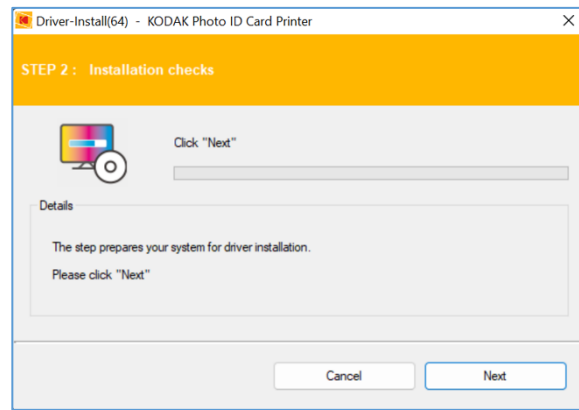 Driver-Install(64) - KODAK Photo ID Card Printer
STEP 2 : Installation checks
Click "Next"
Details
The step prepares your system for driver installation.
Please click "Next"
Cancel
Next